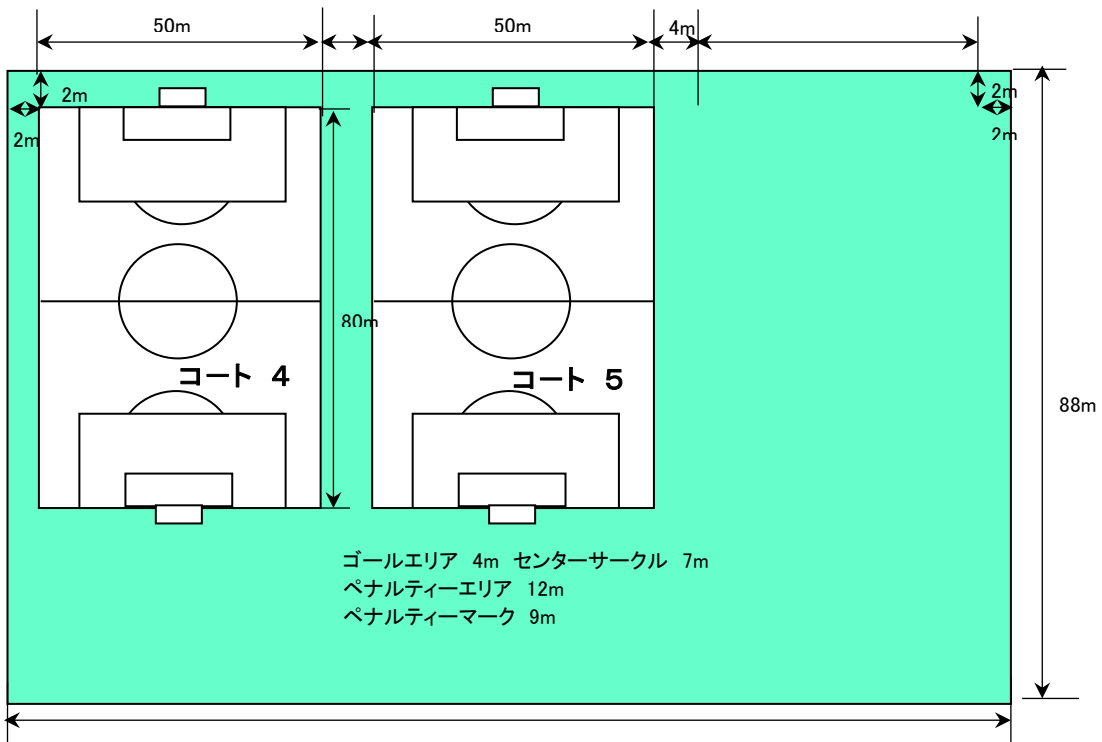 50m
50m
4m
2m
2m
2m
2m
80m
コート 4
コート 5
88m
ゴールエリア 4m センターサークル 7m
ペナルティーエリア 12m
ペナルティーマーク 9m